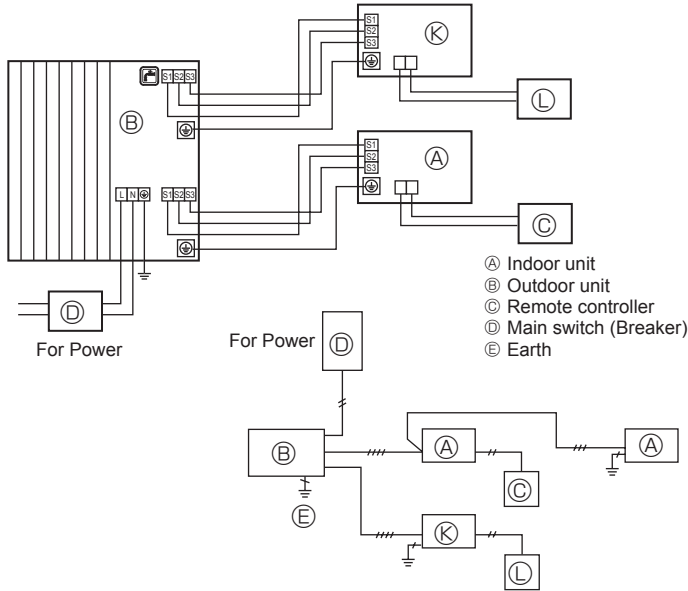 S1
S2
S3
Ⓚ
S1 S2 S3
Ⓛ
Ⓑ
S1
S2
S3
Ⓐ
L N
S1 S2 S3
Ⓒ
Ⓓ
For Power
Ⓐ Indoor unit
Ⓑ Outdoor unit
Ⓒ Remote controller
Ⓓ Main switch (Breaker)
Ⓔ Earth
For Power
Ⓓ
Ⓑ
Ⓐ
Ⓐ
Ⓒ
Ⓔ
Ⓚ
Ⓛ